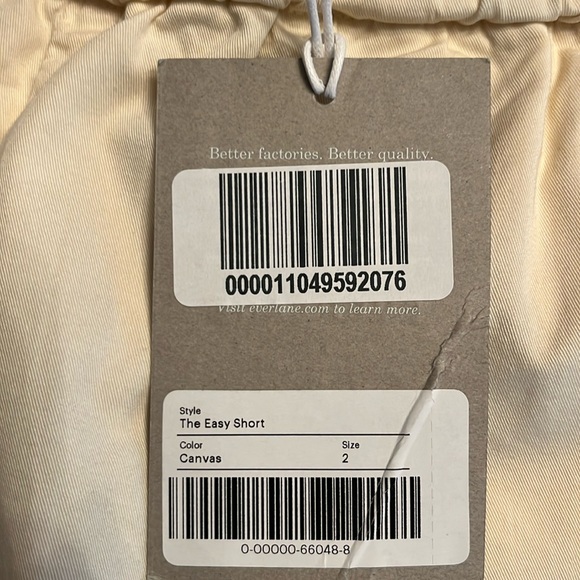 Better factories. Better quality.
000011049592076
Visit everlane.com to learn more.
Style
The Easy Short
Color Size
Canvas 2
0-00000-66048-8